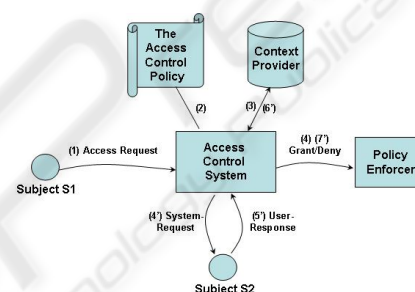 The
Access
Control
Policy
Context
Provider
(2)
(3)
(6')
(1) Access Request
Access
Control
System
(4) (7')
Grant/Deny
Policy
Enforcer
Subject S1
(4') System-
Request
(5') User-
Response
Subject S2